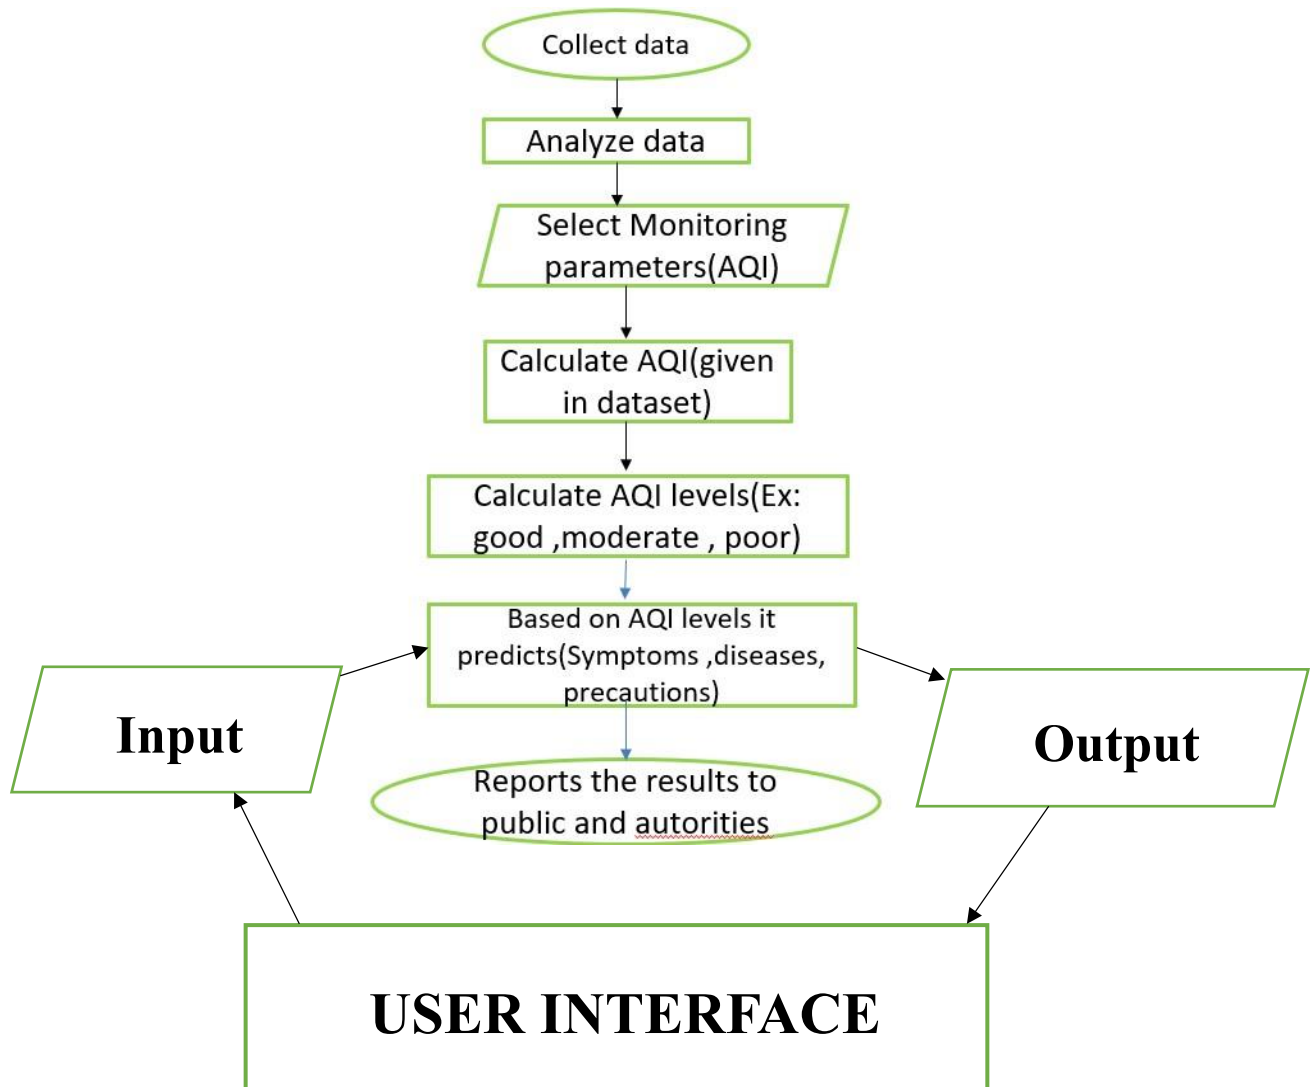 Collect data
Analyze data
Select Monitoring
parameters(AQI)
Calculate AQI(given
in dataset)
Calculate AQI levels(Ex:
good ,moderate , poor)
Based on AQI levels it
predicts(Symptoms ,diseases,
precautions)
Input
Output
Reports the results to
public and autorities
USER INTERFACE